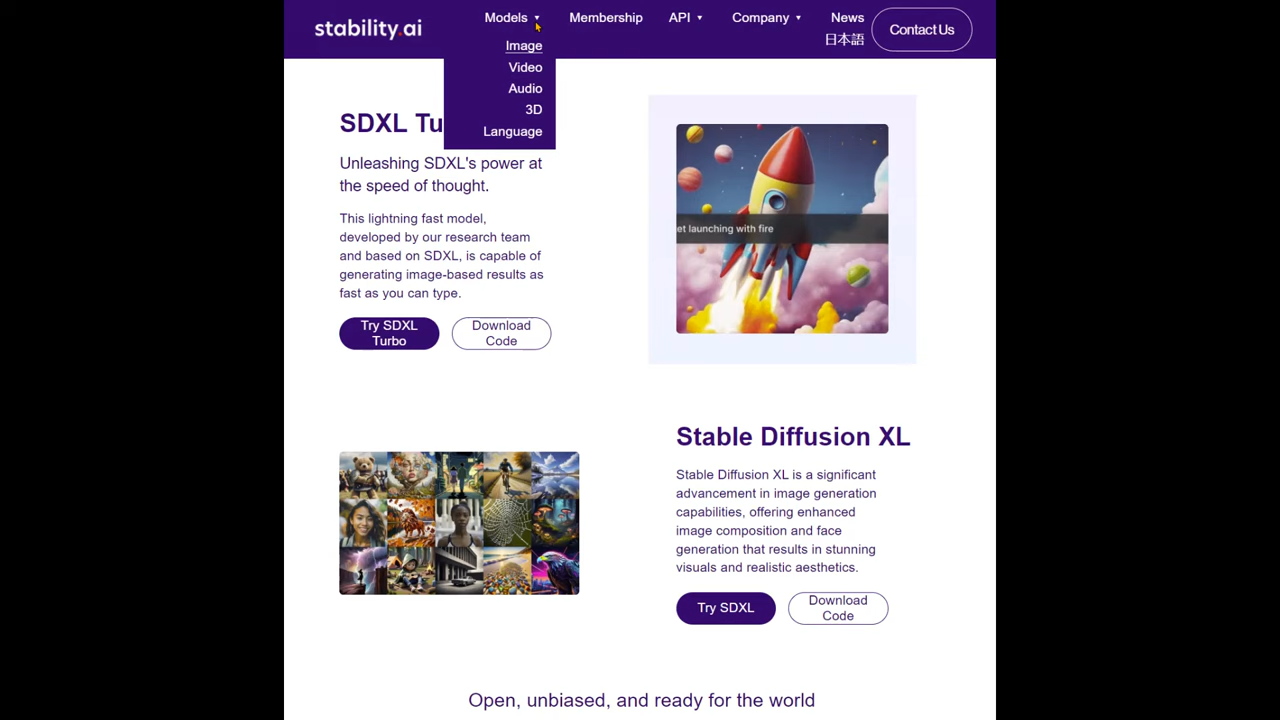 stability.ai
Models ▾ Membership API ▾ Company ▾ News
日本語
Contact Us
Image
Video
Audio
3D
Language
SDXL Tu
Unleashing SDXL's power at
the speed of thought.
This lightning fast model,
developed by our research team
and based on SDXL, is capable of
generating image-based results as
fast as you can type.
Try SDXL
Turbo
Download
Code
et launching with fire
Stable Diffusion XL
Stable Diffusion XL is a significant
advancement in image generation
capabilities, offering enhanced
image composition and face
generation that results in stunning
visuals and realistic aesthetics.
Try SDXL
Download
Code
Open, unbiased, and ready for the world